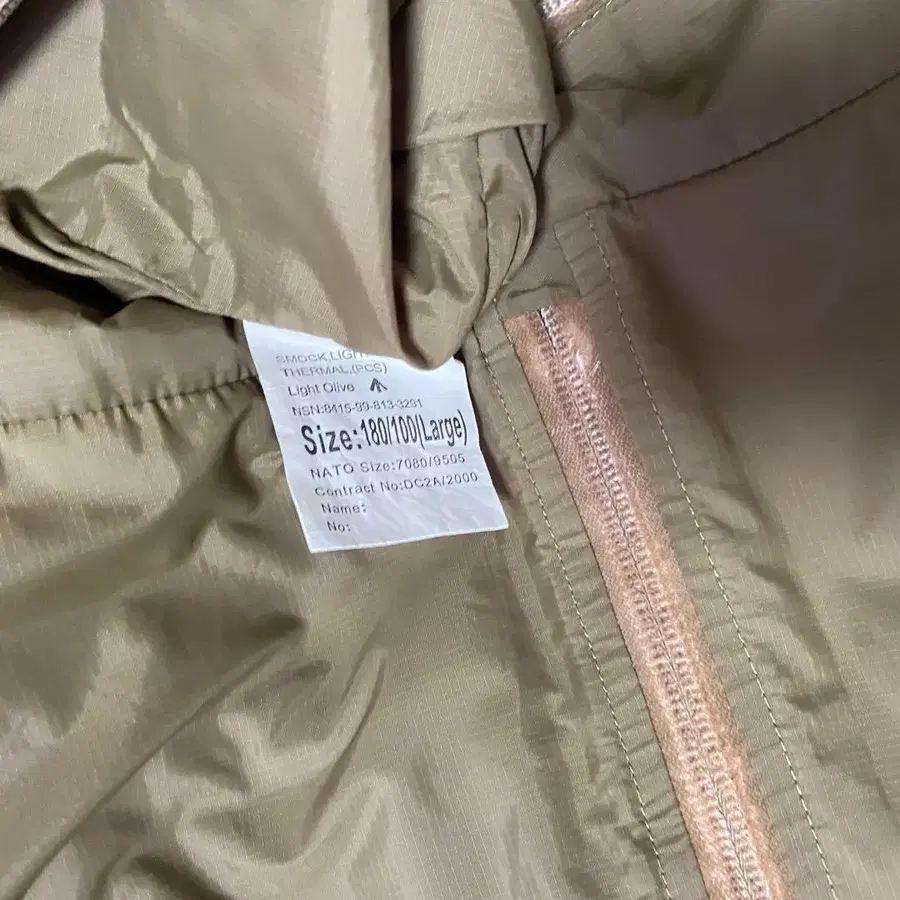 SMOCK,LIGH
THERMAL,(PCS)
Light Olive
NSN:8415-99-813-3291
Size:180/100(Large)
NATO Size:7080/9505
Contract No:DC2A/2000
Name:
No: